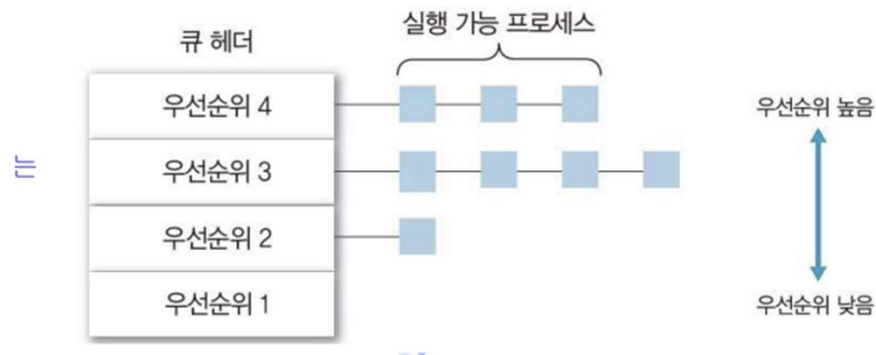 큐 헤더
실행 가능 프로세스
우선순위 4
우선순위 높음
는
우선순위 3
우선순위 2
우선순위 1
우선순위 낮음